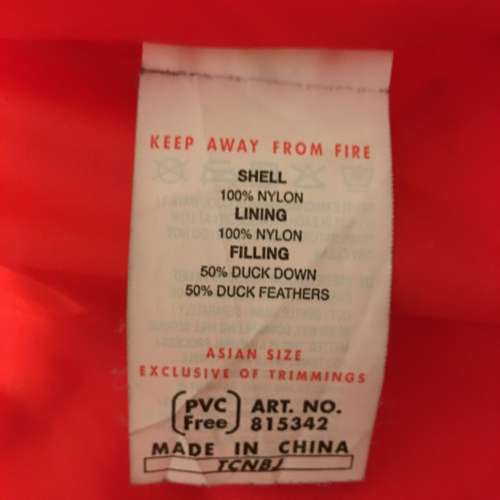 KEEP AWAY FROM FIRE
SHELL
100% NYLON
LINING
100% NYLON
FILLING
50% DUCK DOWN
50% DUCK FEATHERS
ASIAN SIZE
EXCLUSIVE OF TRIMMINGS
(PVC Free) ART. NO. 815342
MADE IN CHINA
TCNBJ